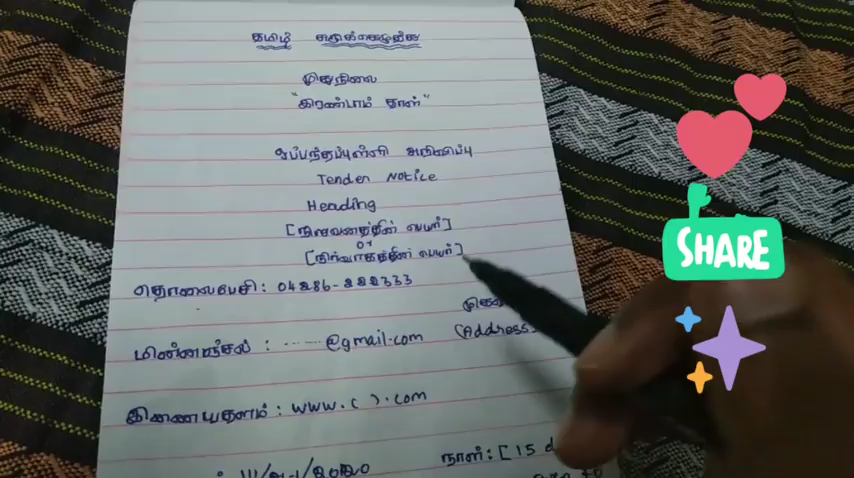 தமிழ் சுருக்கெழுத்து
முதுநிலை
"இரண்டாம் தாள்"
ஒப்பந்தப்புள்ளி அறிவிப்பு
Tender Notice
Heading
[நிறுவனத்தின் பெயர்]
or
[நிர்வாகத்தின் பெயர்]
தொலைபேசி: 04286-222333
மின்னஞ்சல் : ......@gmail.com (Address
இணையதளம் : www.( ).com
நாள்: [15 d
SHARE